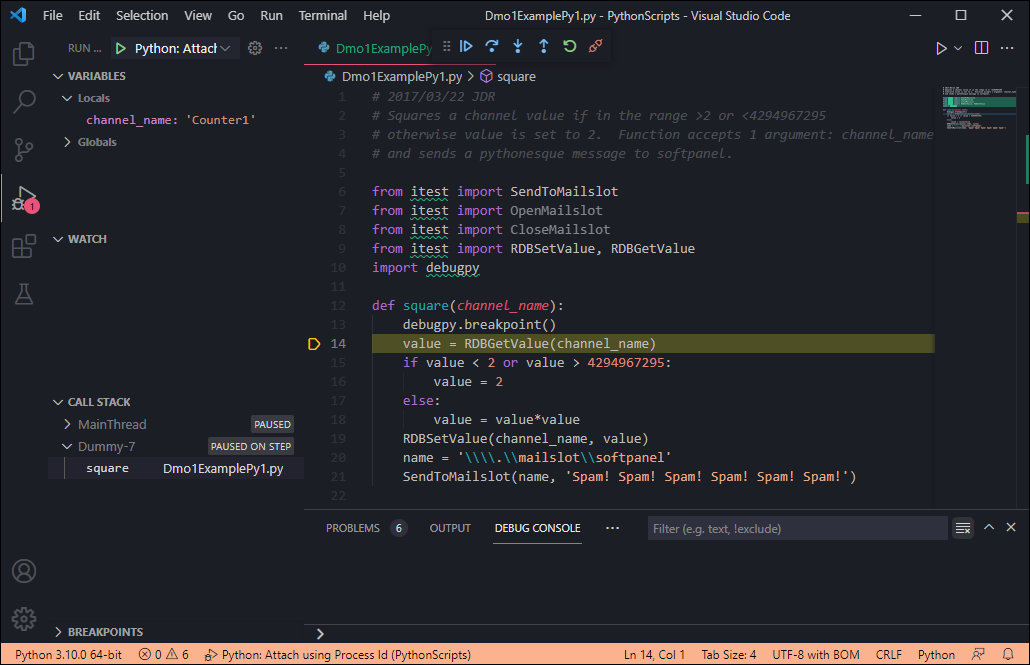 File Edit Selection View Go Run Terminal Help Dmo1ExamplePy1.py - PythonScripts - Visual Studio Code
RUN ... Python: Attach Dmo1ExamplePy
Dmo1ExamplePy1.py > square
VARIABLES
Locals
channel_name: 'Counter1'
Globals
1
WATCH
CALL STACK
MainThread PAUSED
Dummy-7 PAUSED ON STEP
square Dmo1ExamplePy1.py
BREAKPOINTS
1 # 2017/03/22 JDR
2 # Squares a channel value if in the range >2 or <4294967295
3 # otherwise value is set to 2.  Function accepts 1 argument: channel_name
4 # and sends a pythonesque message to softpanel.
5
6 from itest import SendToMailslot
7 from itest import OpenMailslot
8 from itest import CloseMailslot
9 from itest import RDBSetValue, RDBGetValue
10 import debugpy
11
12 def square(channel_name):
13     debugpy.breakpoint()
14     value = RDBGetValue(channel_name)
15     if value < 2 or value > 4294967295:
16         value = 2
17     else:
18         value = value*value
19     RDBSetValue(channel_name, value)
20     name = '\\\\.\\mailslot\\softpanel'
21     SendToMailslot(name, 'Spam! Spam! Spam! Spam! Spam! Spam!')
22
PROBLEMS 6 OUTPUT DEBUG CONSOLE ... Filter (e.g. text, !exclude)
>
Python 3.10.0 64-bit 0 6 Python: Attach using Process Id (PythonScripts) Ln 14, Col 1 Tab Size: 4 UTF-8 with BOM CRLF Python